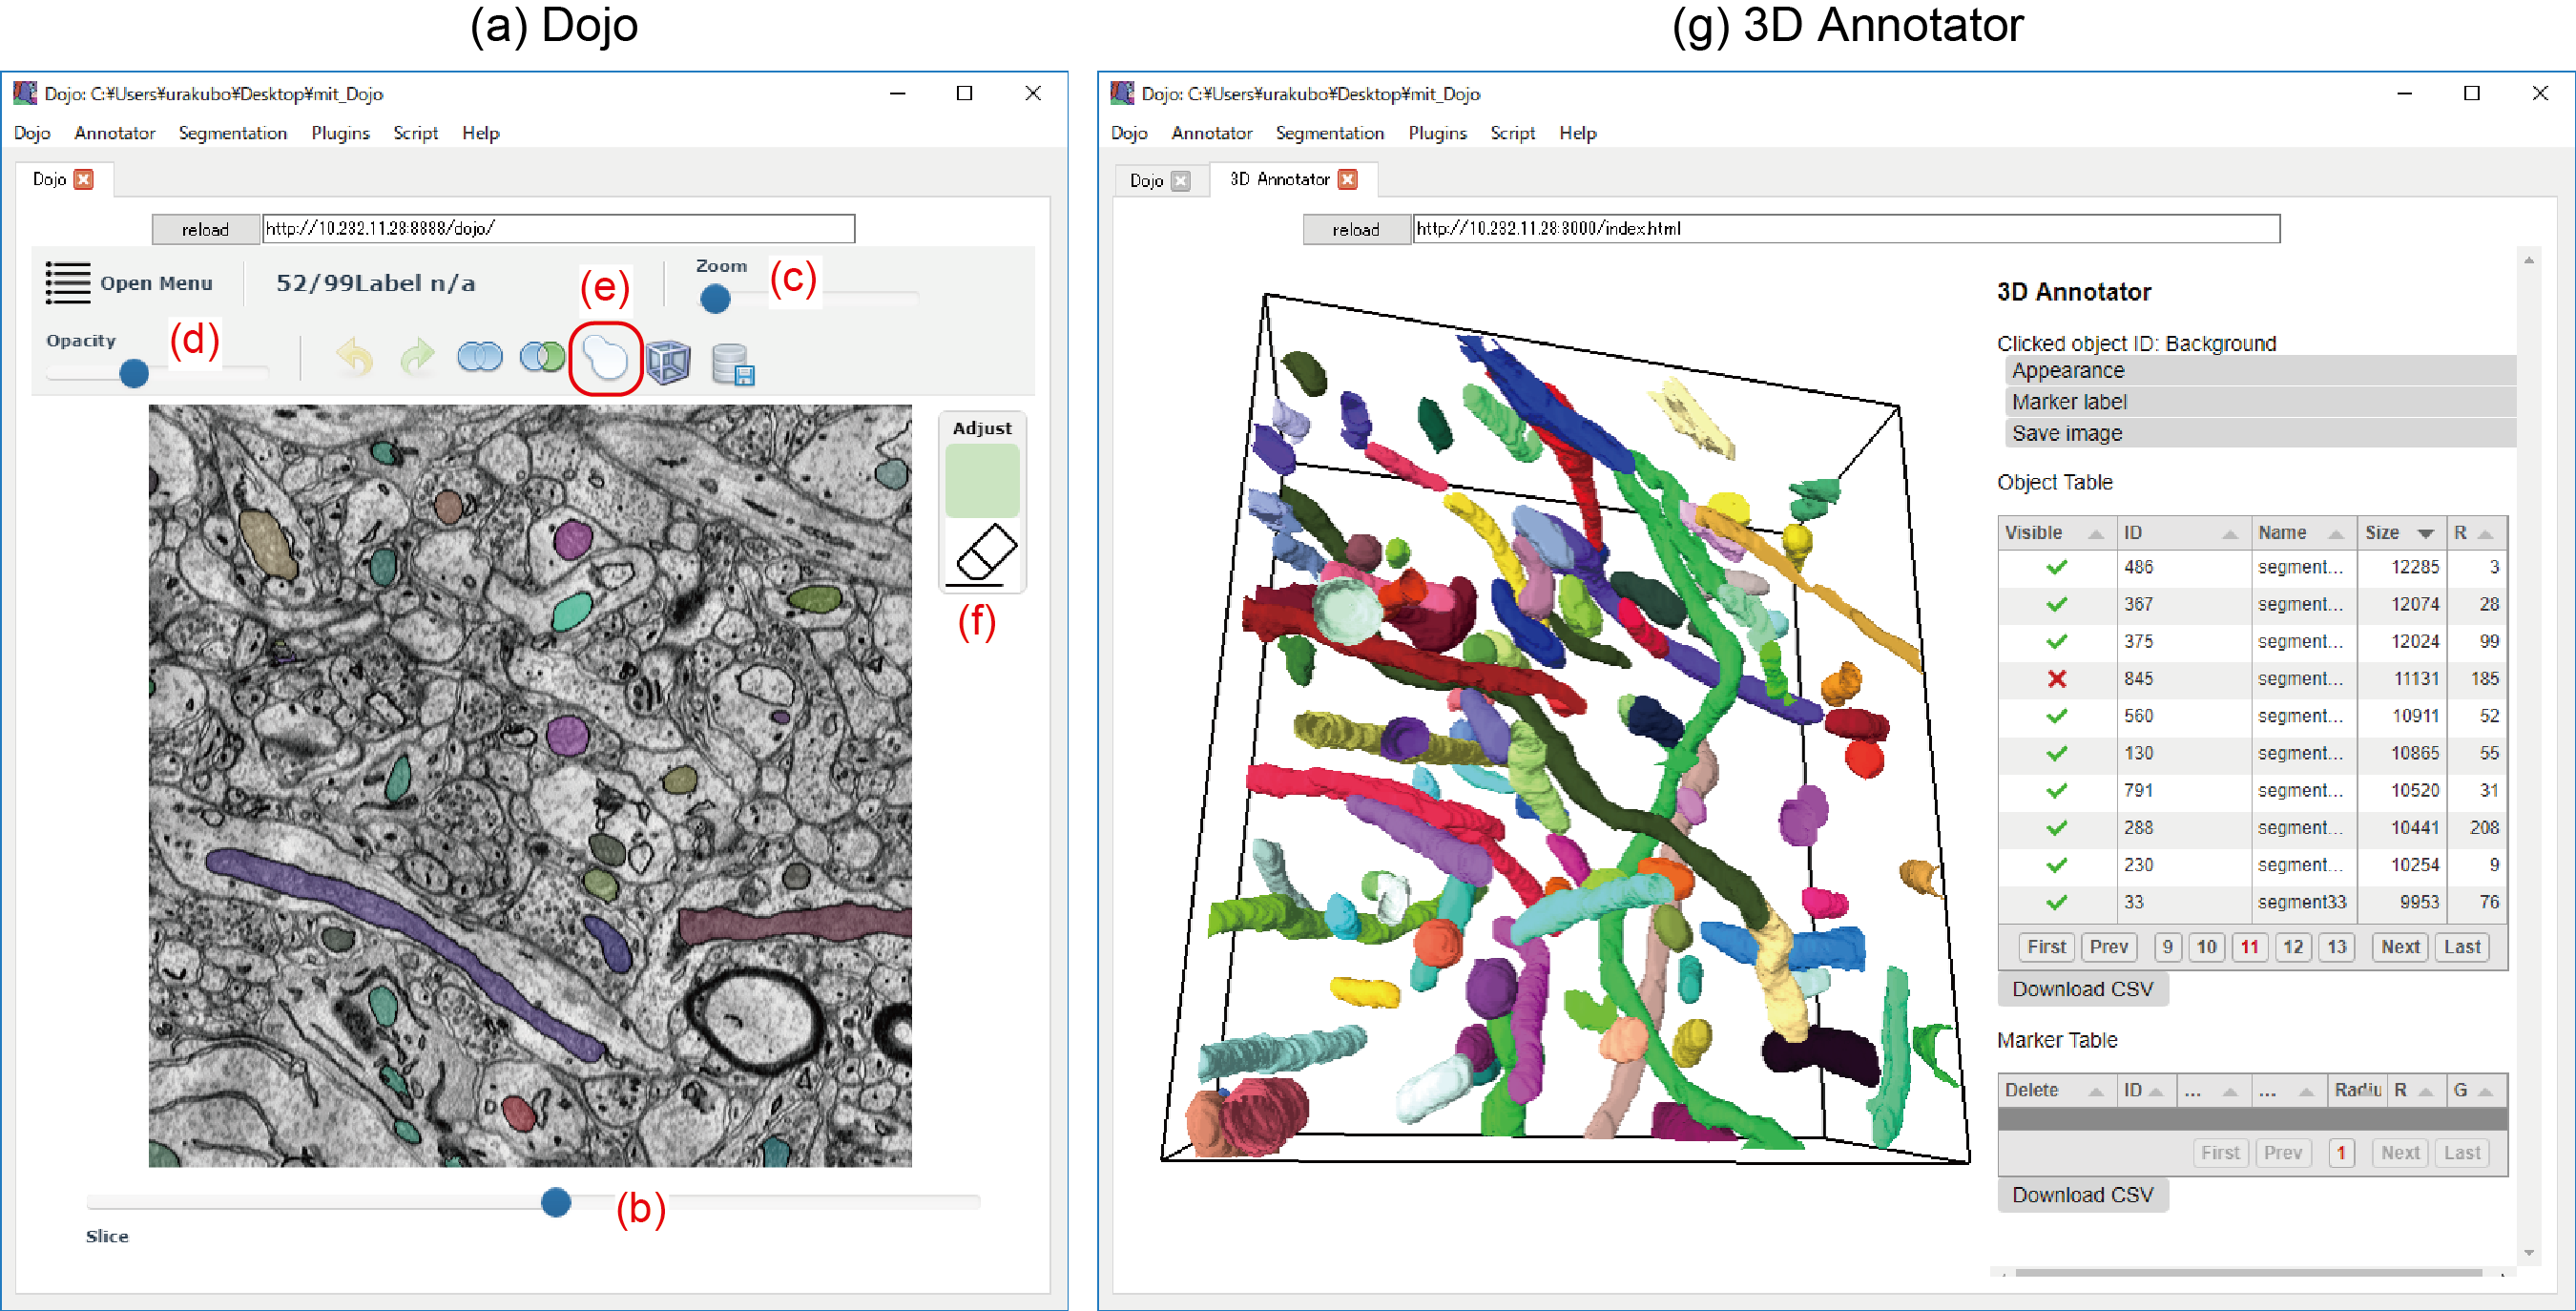 (a) Dojo
Dojo: C:¥Users¥urakubo¥Desktop¥mit_Dojo
Dojo Annotator Segmentation Plugins Script Help
Dojo
reload http://10.232.11.28:8888/dojo/
Open Menu 52/99Label n/a (e) Zoom (c)
Opacity (d)
Adjust
(f)
(b)
Slice
(g) 3D Annotator
Dojo: C:¥Users¥urakubo¥Desktop¥mit_Dojo
Dojo Annotator Segmentation Plugins Script Help
Dojo 3D Annotator
reload http://10.232.11.28:3000/index.html
3D Annotator
Clicked object ID: Background
Appearance
Marker label
Save image
Object Table
Visible ID Name Size R
486 segment... 12285 3
367 segment... 12074 28
375 segment... 12024 99
845 segment... 11131 185
560 segment... 10911 52
130 segment... 10865 55
791 segment... 10520 31
288 segment... 10441 208
230 segment... 10254 9
33 segment33 9953 76
First Prev 9 10 11 12 13 Next Last
Download CSV
Marker Table
Delete ID ... ... Radiu R G
First Prev 1 Next Last
Download CSV